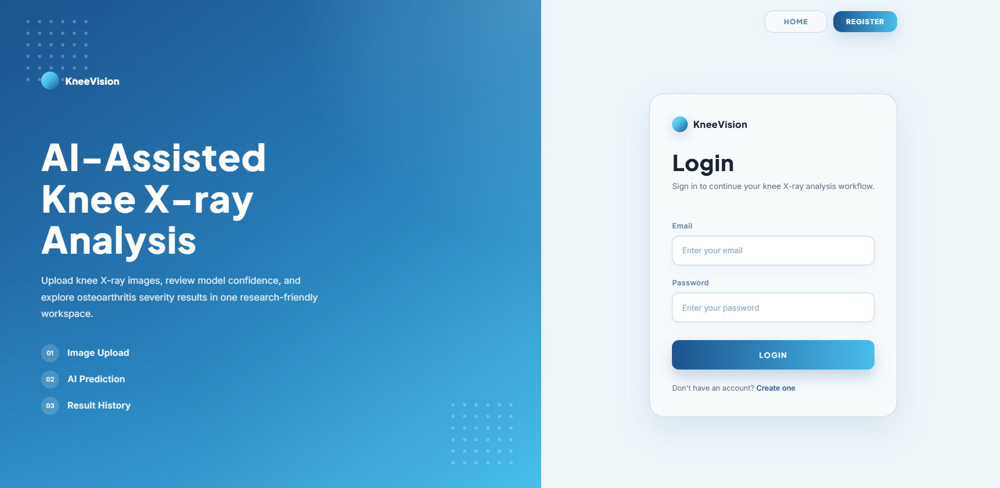 KneeVision
AI-Assisted
Knee X-ray
Analysis
Upload knee X-ray images, review model confidence, and
explore osteoarthritis severity results in one research-friendly
workspace.
01 Image Upload
02 AI Prediction
03 Result History
HOME
REGISTER
KneeVision
Login
Sign in to continue your knee X-ray analysis workflow.
Email
Enter your email
Password
Enter your password
LOGIN
Don't have an account? Create one